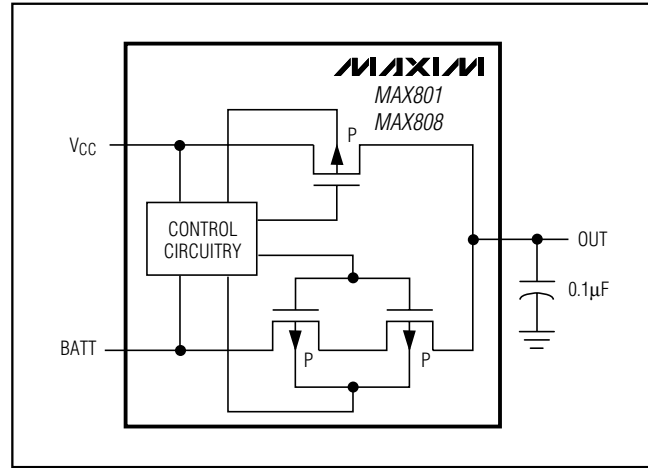 MAXIM
MAX801
MAX808
P
VCC
CONTROL
CIRCUITRY
OUT
0.1µF
BATT
P
P